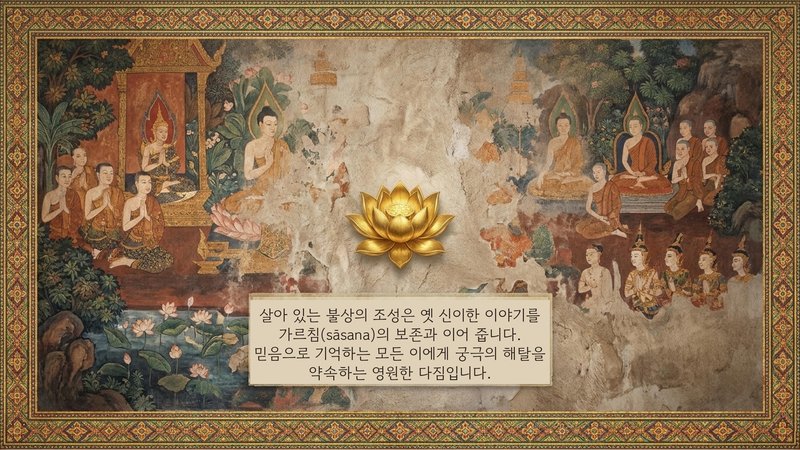 살아 있는 불상의 조성은 옛 신이한 이야기를
가르침(sāsana)의 보존과 이어 줍니다.
믿음으로 기억하는 모든 이에게 궁극의 해탈을
약속하는 영원한 다짐입니다.